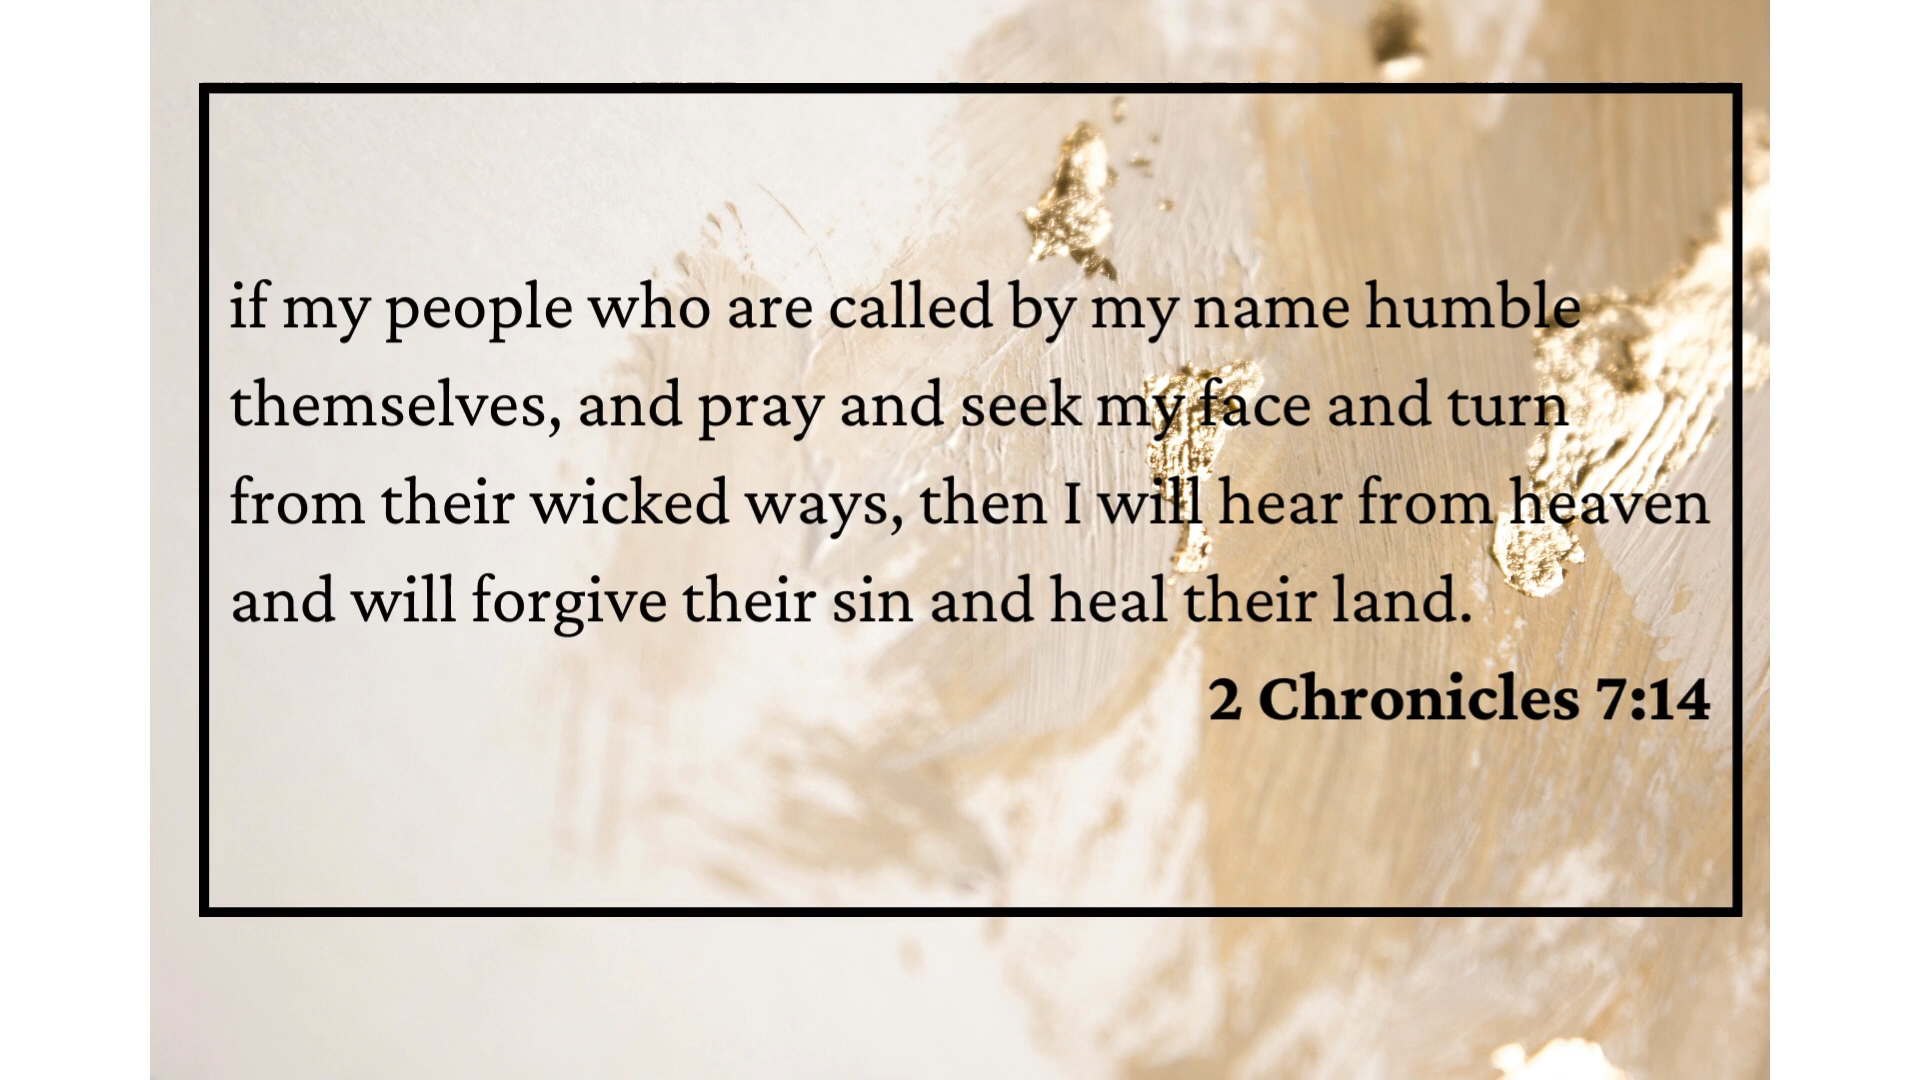 if my people who are called by my name humble
themselves, and pray and seek my face and turn
from their wicked ways, then I will hear from heaven
and will forgive their sin and heal their land.
2 Chronicles 7:14